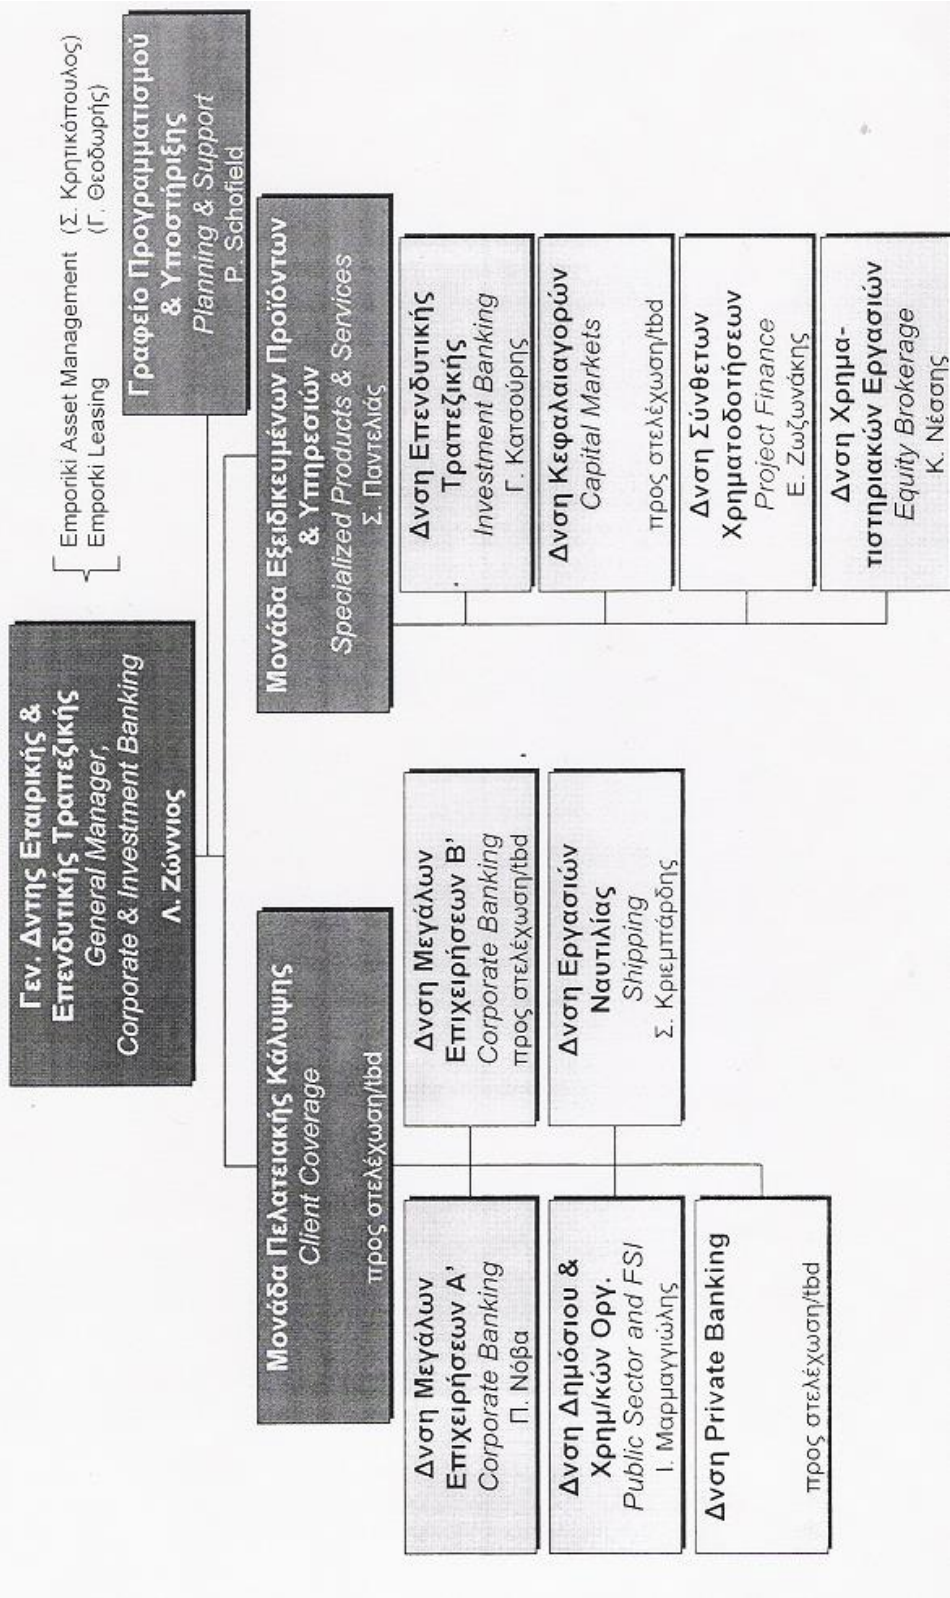 Γεν. Δντης Εταιρικής &
Επενδυτικής Τραπεζικής
General Manager,
Corporate & Investment Banking
Λ. Ζώννιος
Emporiki Asset Management (Σ. Κρητικόπουλος)
Emporki Leasing (Γ. Θεοδωρής)
Γραφείο Προγραμματισμού
& Υποστήριξης
Planning & Support
P. Schofield
Μονάδα Πελατειακής Κάλυψης
Client Coverage
προς στελέχωση/tbd
Μονάδα Εξειδικευμένων Προϊόντων
& Υπηρεσιών
Specialized Products & Services
Σ. Παντελιάς
Δνση Μεγάλων
Επιχειρήσεων Α'
Corporate Banking
Π. Νόβα
Δνση Μεγάλων
Επιχειρήσεων Β'
Corporate Banking
προς στελέχωση/tbd
Δνση Δημόσιου &
Χρημ/κών Οργ.
Public Sector and FSI
Ι. Μαρμαγγιώλης
Δνση Εργασιών
Ναυτιλίας
Shipping
Σ. Κριεμπάρδης
Δνση Private Banking
προς στελέχωση/tbd
Δνση Επενδυτικής
Τραπεζικής
Investment Banking
Γ. Κατσούρης
Δνση Κεφαλαιαγορών
Capital Markets
προς στελέχωση/tbd
Δνση Σύνθετων
Χρηματοδοτήσεων
Project Finance
Ε. Ζωζωνάκης
Δνση Χρημα-
τιστηριακών Εργασιών
Equity Brokerage
Κ. Νέσσης